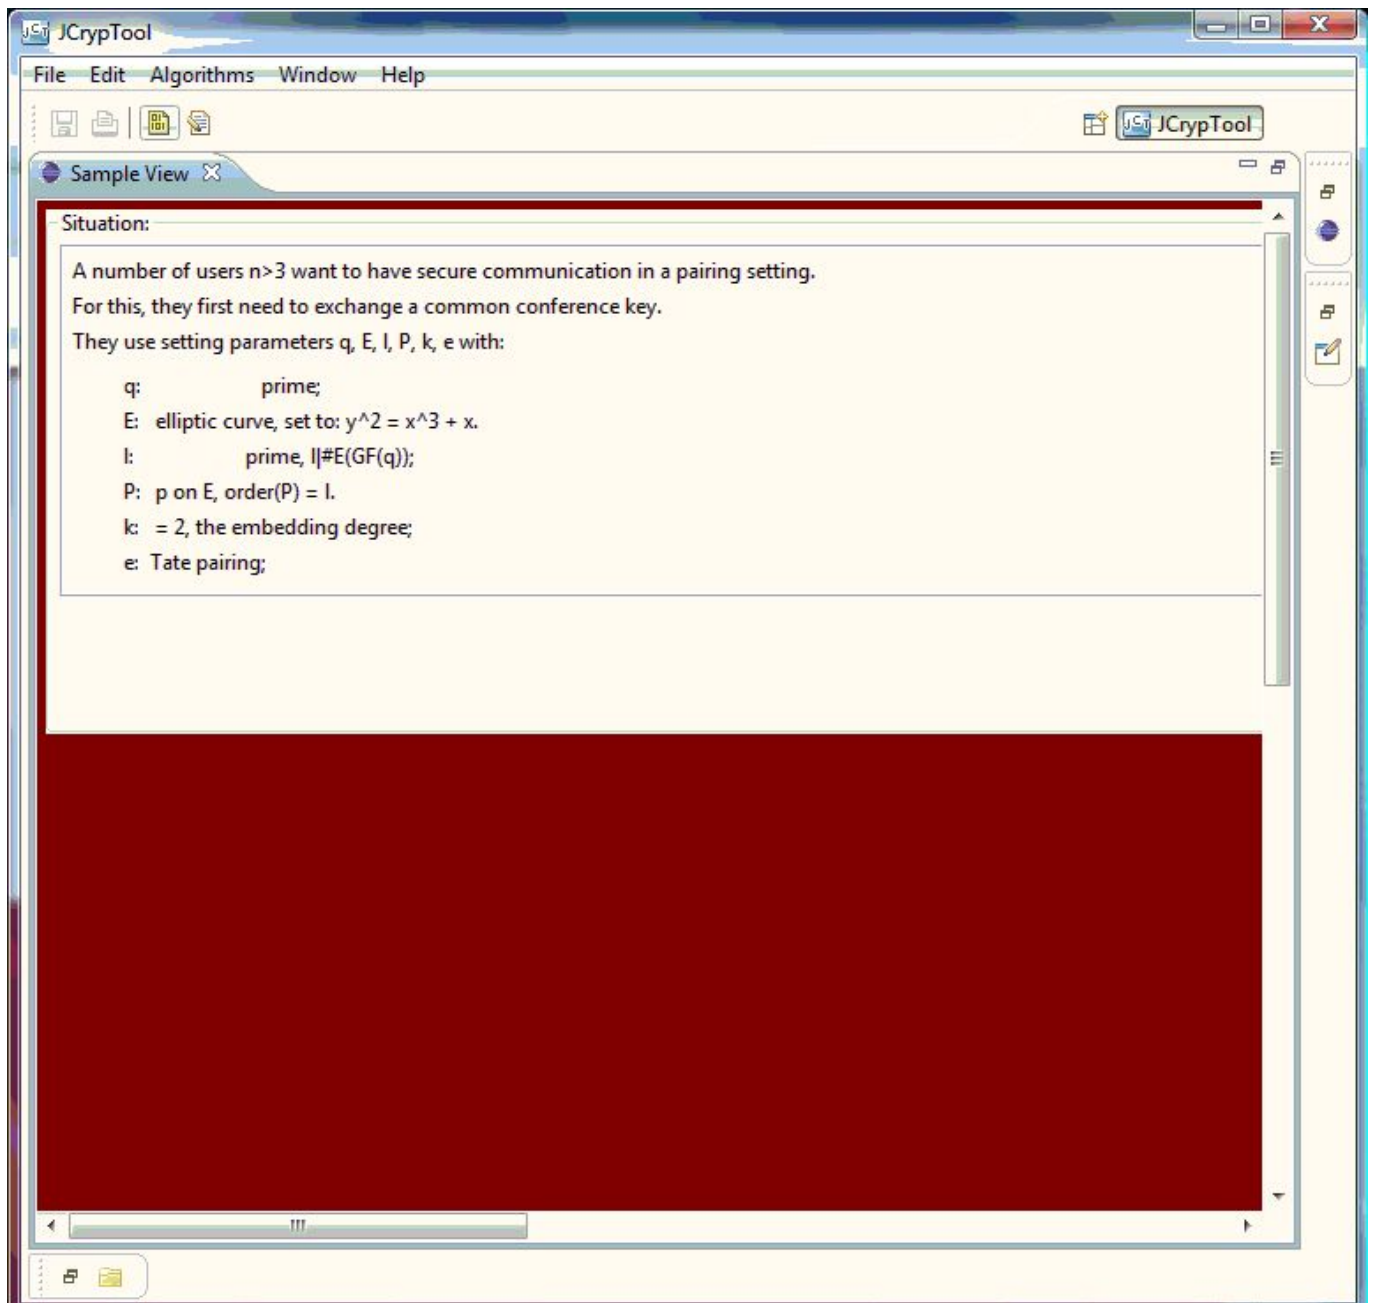 JCT JCrypTool
File Edit Algorithms Window Help
JCT JCrypTool
Sample View
Situation:
A number of users n>3 want to have secure communication in a pairing setting.
For this, they first need to exchange a common conference key.
They use setting parameters q, E, l, P, k, e with:
q: prime;
E: elliptic curve, set to: y^2 = x^3 + x.
l: prime, l|#E(GF(q));
P: p on E, order(P) = l.
k: = 2, the embedding degree;
e: Tate pairing;